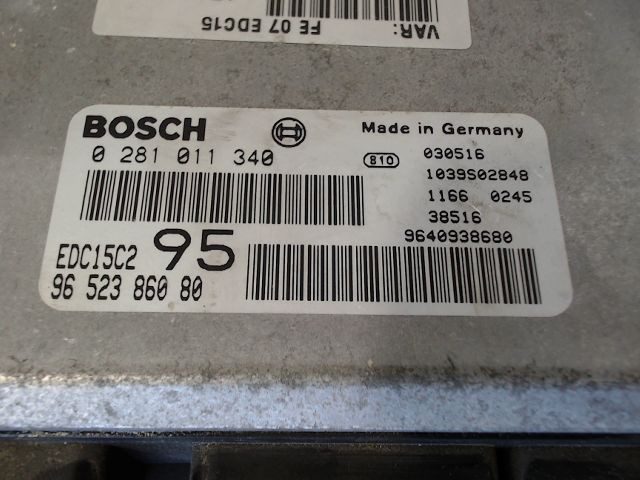 FE 07 EDC15
VAR:
BOSCH
Made in Germany
0 281 011 340
810
030516
1039S02848
1166 0245
38516
9640938680
EDC15C2
95
96 523 860 80